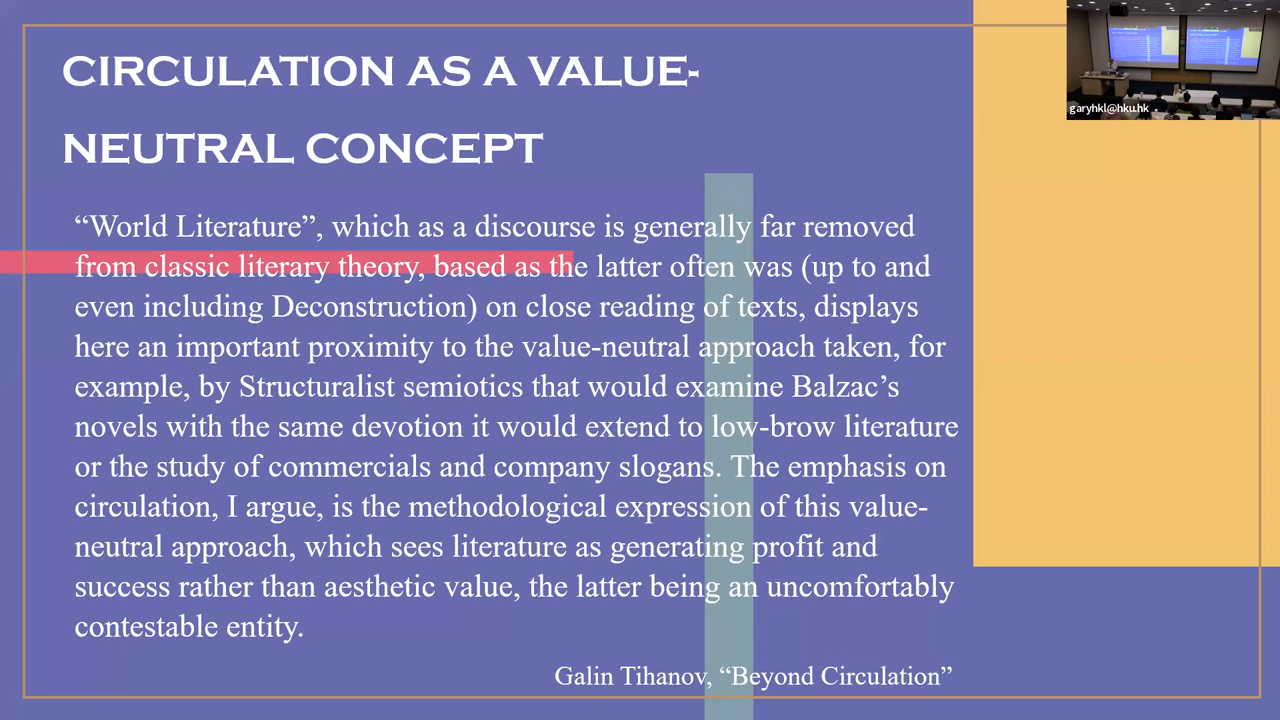 CIRCULATION AS A VALUE-
NEUTRAL CONCEPT
garyhkl@hku.hk
“World Literature”, which as a discourse is generally far removed
from classic literary theory, based as the latter often was (up to and
even including Deconstruction) on close reading of texts, displays
here an important proximity to the value-neutral approach taken, for
example, by Structuralist semiotics that would examine Balzac’s
novels with the same devotion it would extend to low-brow literature
or the study of commercials and company slogans. The emphasis on
circulation, I argue, is the methodological expression of this value-
neutral approach, which sees literature as generating profit and
success rather than aesthetic value, the latter being an uncomfortably
contestable entity.
Galin Tihanov, “Beyond Circulation”